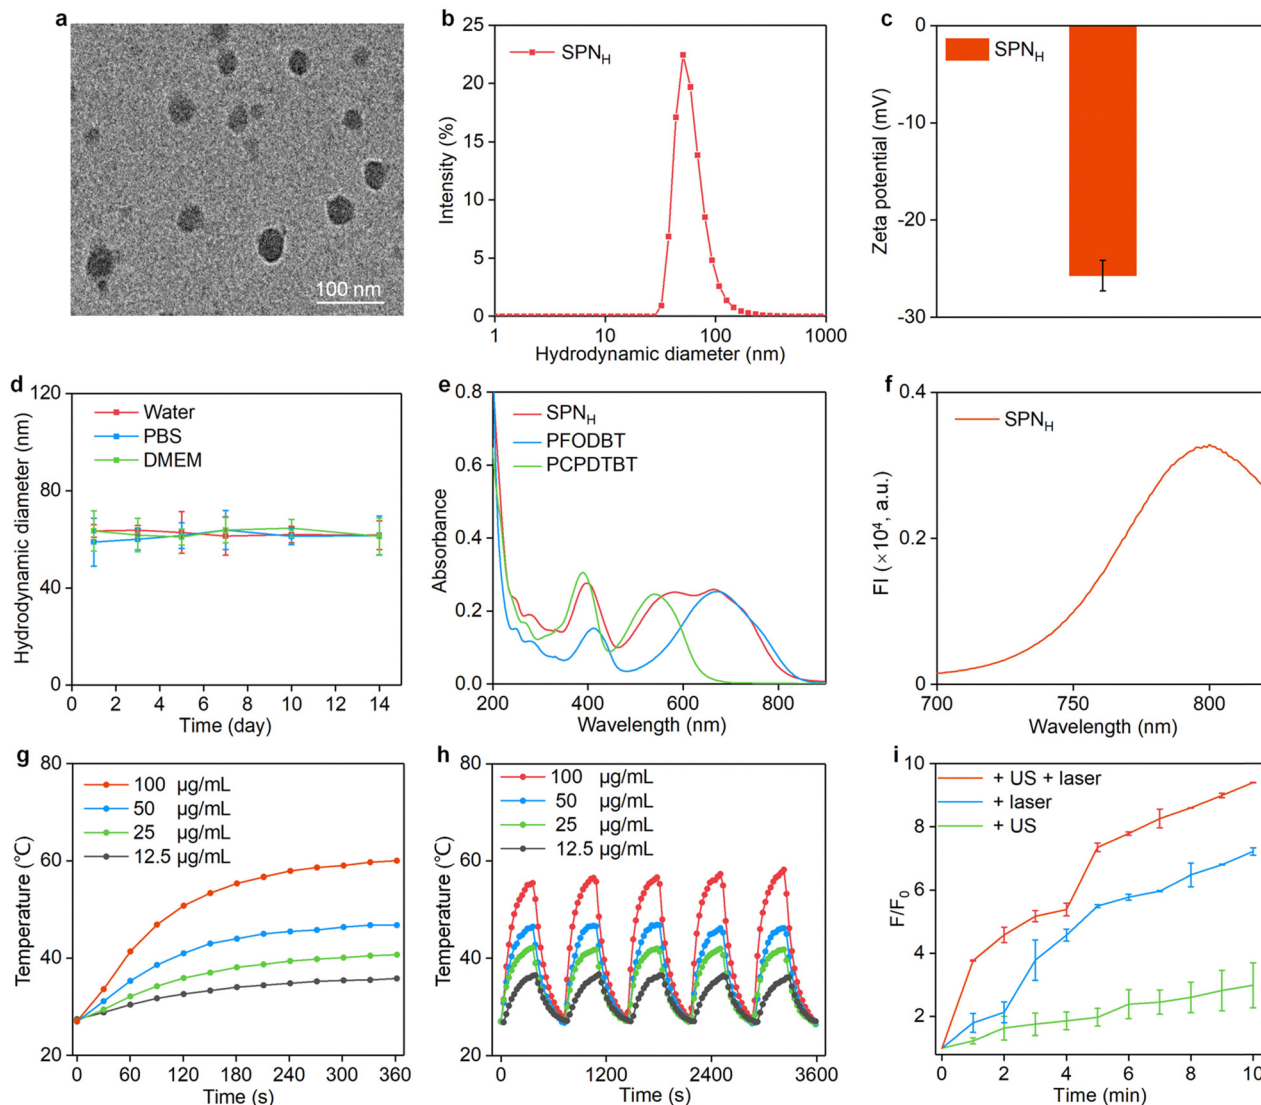 a
100 nm
b
25
20
15
10
5
0
SPNH
Intensity (%)
1
10
100
1000
Hydrodynamic diameter (nm)
c
0
-10
-20
-30
SPNH
Zeta potential (mV)
d
120
80
40
0
Water
PBS
DMEM
Hydrodynamic diameter (nm)
0 2 4 6 8 10 12 14
Time (day)
e
0.8
0.6
0.4
0.2
0.0
SPNH
PFODBT
PCPDTBT
Absorbance
200 400 600 800
Wavelength (nm)
f
0.4
0.2
0
SPNH
FI (×10⁴, a.u.)
700 750 800
Wavelength (nm)
g
80
60
40
20
100 µg/mL
50 µg/mL
25 µg/mL
12.5 µg/mL
Temperature (℃)
0 60 120 180 240 300 360
Time (s)
h
80
60
40
20
100 µg/mL
50 µg/mL
25 µg/mL
12.5 µg/mL
Temperature (℃)
0 1200 2400 3600
Time (s)
i
10
8
6
4
2
+ US + laser
+ laser
+ US
F/F₀
0 2 4 6 8 10
Time (min)